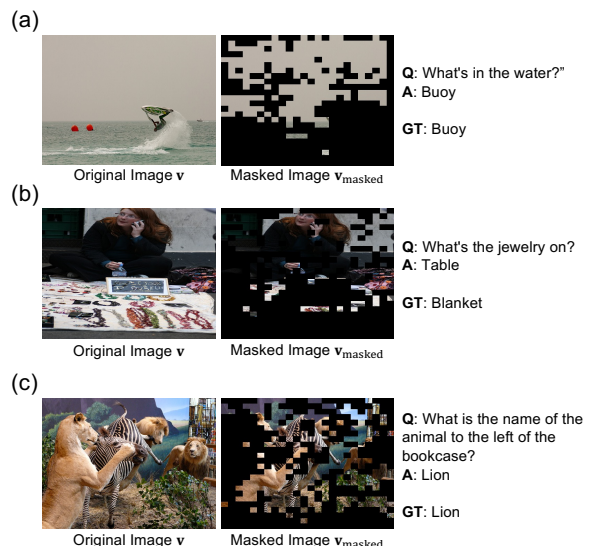 (a)
Q: What's in the water?”
A: Buoy
GT: Buoy
Original Image v
Masked Image vmasked
(b)
Q: What's the jewelry on?
A: Table
GT: Blanket
Original Image v
Masked Image vmasked
(c)
Q: What is the name of the
animal to the left of the
bookcase?
A: Lion
GT: Lion
Original Image v
Masked Image vmasked